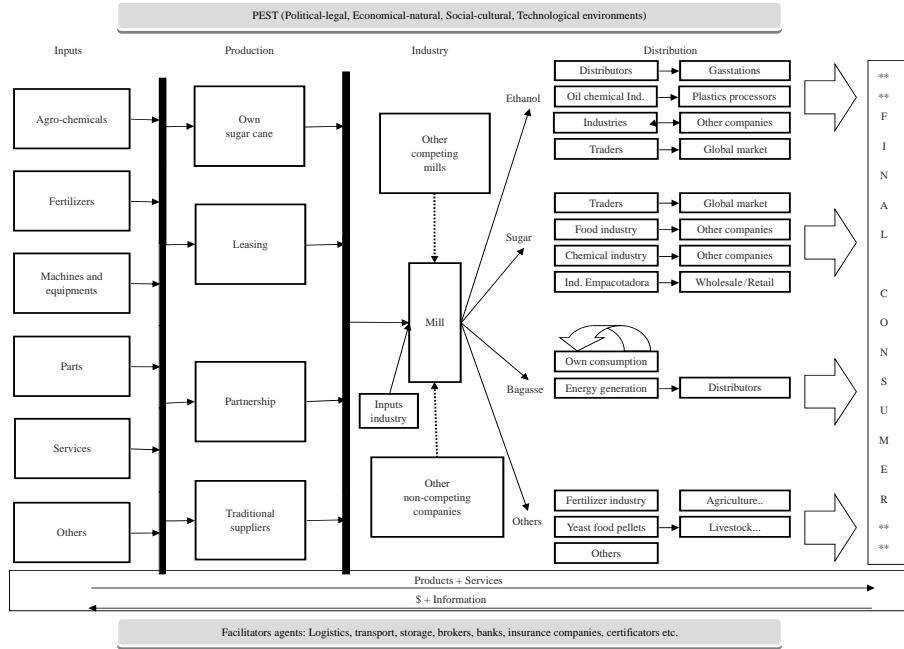 PEST (Political-legal, Economical-natural, Social-cultural, Technological environments)
Inputs
Production
Industry
Distribution
Agro-chemicals
Fertilizers
Machines and
equipments
Parts
Services
Others
Own
sugar cane
Leasing
Partnership
Traditional
suppliers
Other
competing
mills
Mill
Inputs
industry
Other
non-competing
companies
Ethanol
Distributors
Gasstations
Oil chemical Ind.
Plastics processors
Industries
Other companies
Traders
Global market
Sugar
Traders
Global market
Food industry
Other companies
Chemical industry
Other companies
Ind. Empacotadora
Wholesale/Retail
Bagasse
Own consumption
Energy generation
Distributors
Others
Fertilizer industry
Agriculture..
Yeast food pellets
Livestock...
Others
**
**
F
I
N
A
L
C
O
N
S
U
M
E
R
**
**
Products + Services
$ + Information
Facilitators agents: Logistics, transport, storage, brokers, banks, insurance companies, certificators etc.